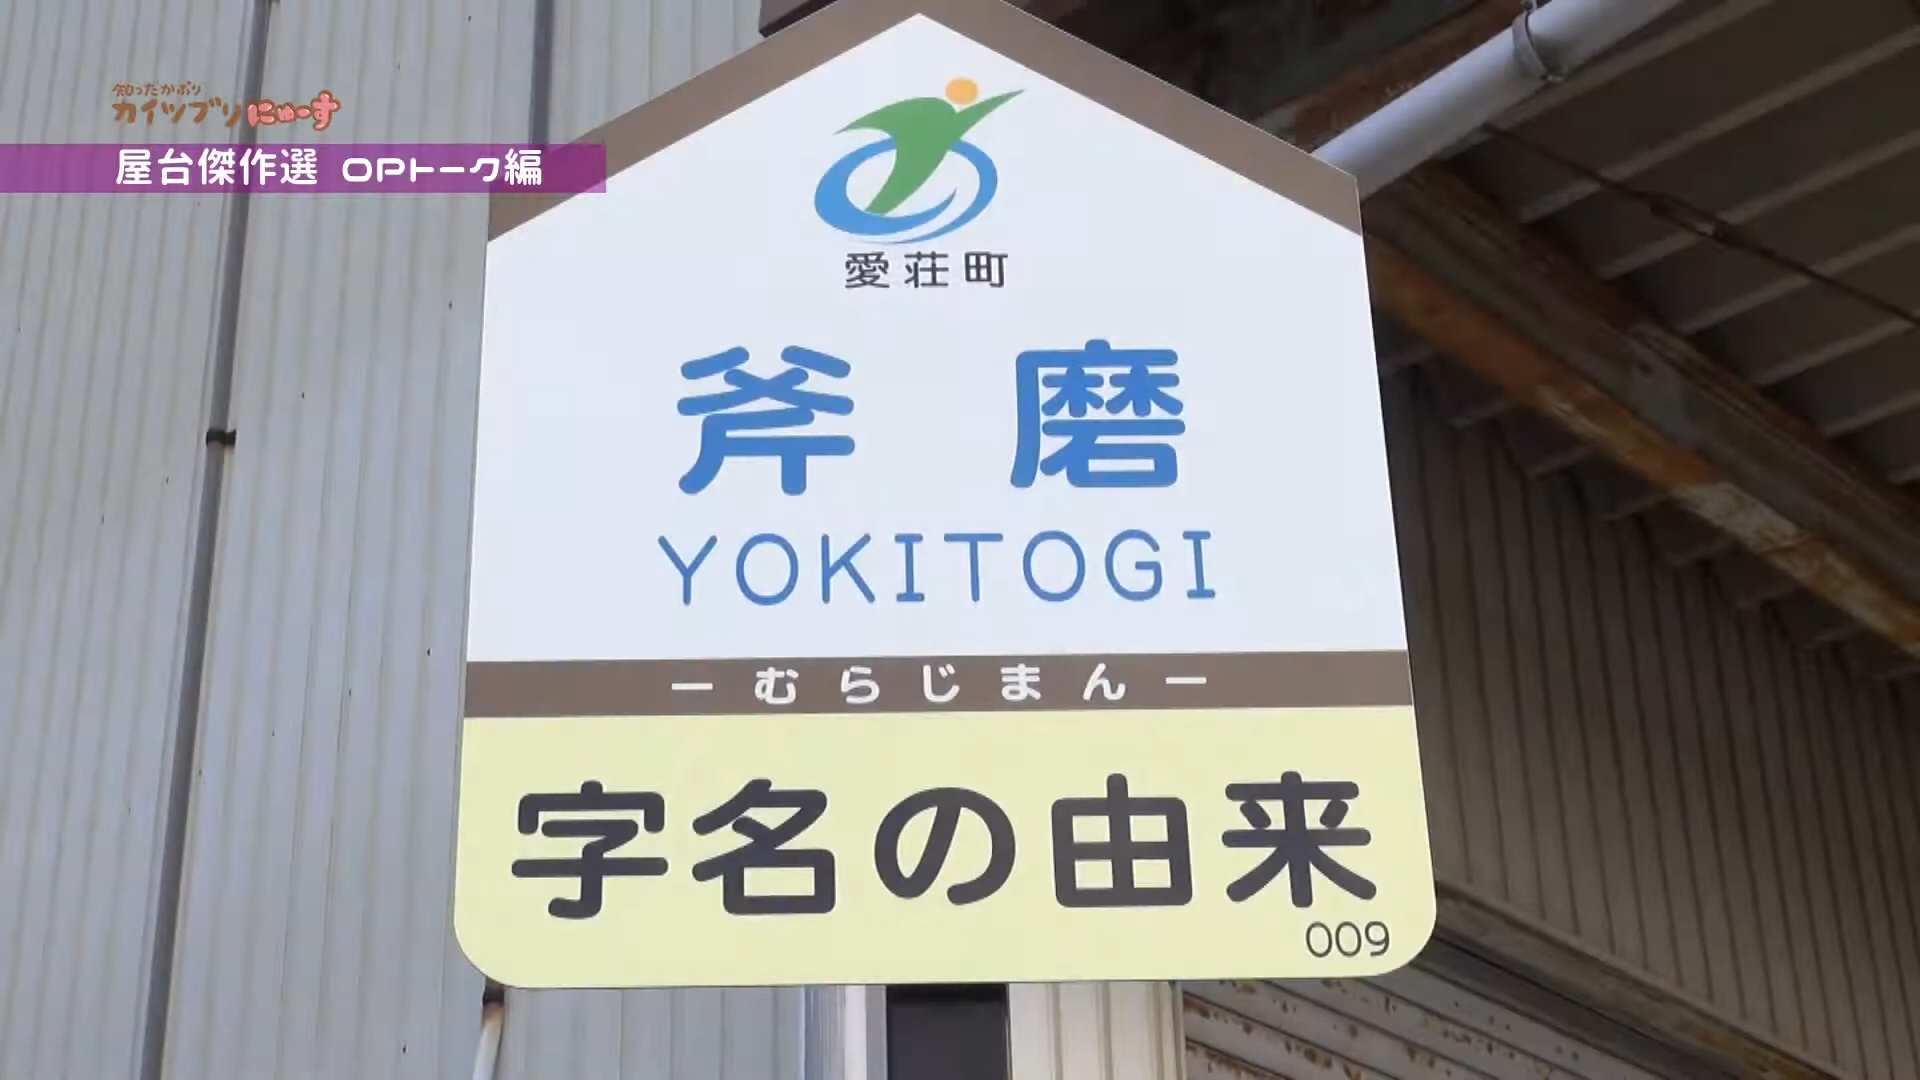 知ったかぶり
カイツブリにゅーす
屋台傑作選 OPトーク編
愛荘町
斧磨
YOKITOGI
ーむらじまんー
字名の由来
009